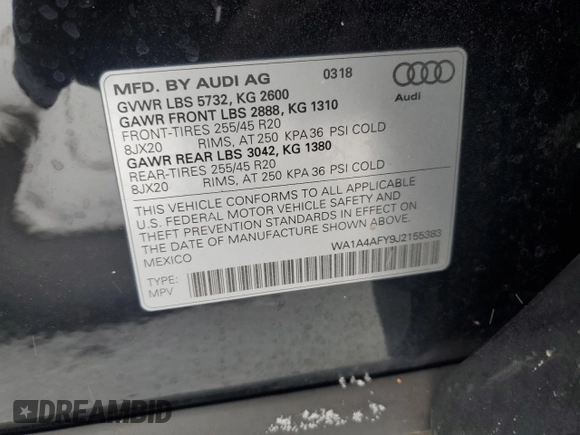 MFD. BY AUDI AG 0318
GVWR LBS 5732, KG 2600
GAWR FRONT LBS 2888, KG 1310
FRONT-TIRES 255/45 R20
8JX20 RIMS, AT 250 KPA 36 PSI COLD
GAWR REAR LBS 3042, KG 1380
REAR-TIRES 255/45 R20
8JX20 RIMS, AT 250 KPA 36 PSI COLD
Audi
THIS VEHICLE CONFORMS TO ALL APPLICABLE
U.S. FEDERAL MOTOR VEHICLE SAFETY AND
THEFT PREVENTION STANDARDS IN EFFECT ON
THE DATE OF MANUFACTURE SHOWN ABOVE.
MEXICO
WA1A4AFY9J2155383
TYPE:
MPV
DREAMBID